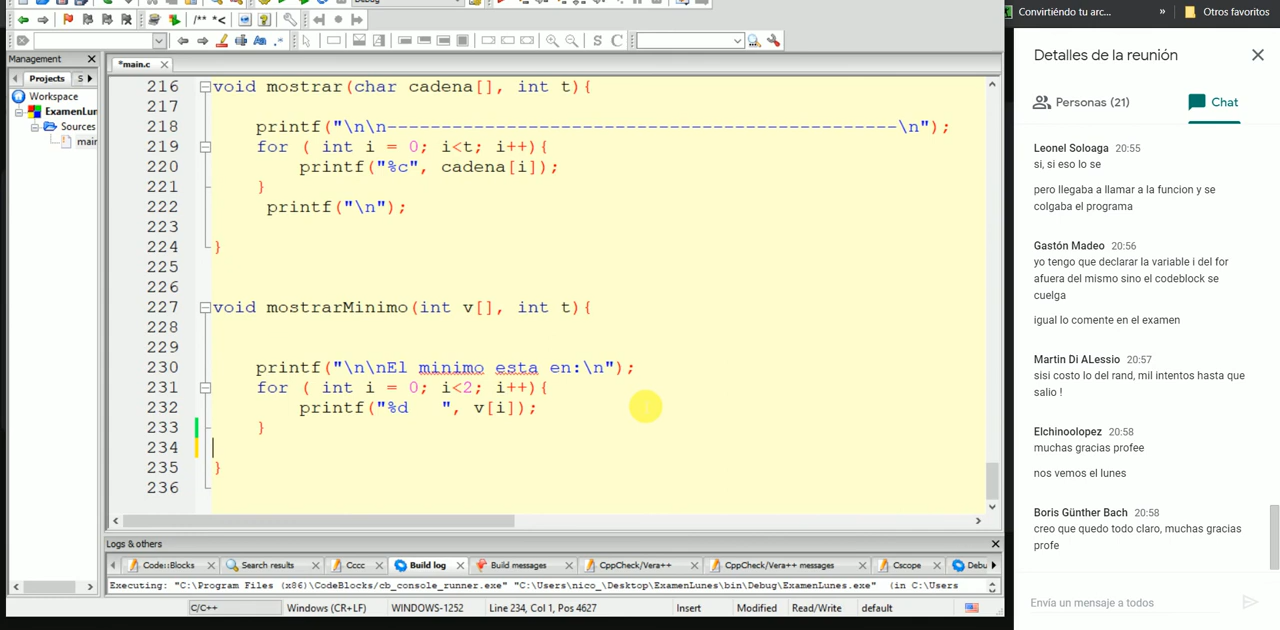 Debug
/** *<
Management
Projects S
Workspace
ExamenLun
Sources
main
*main.c
216 void mostrar(char cadena[], int t){
217
218 printf("\n\n-----------------------------------------------\n");
219 for ( int i = 0; i<t; i++){
220 printf("%c", cadena[i]);
221 }
222 printf("\n");
223
224 }
225
226
227 void mostrarMinimo(int v[], int t){
228
229
230 printf("\n\nEl minimo esta en:\n");
231 for ( int i = 0; i<2; i++){
232 printf("%d   ", v[i]);
233 }
234
235 }
236
Logs & others
Code::Blocks Search results Cccc Build log Build messages CppCheck/Vera++ CppCheck/Vera++ messages Cscope Debu
Executing: "C:\Program Files (x86)\CodeBlocks/cb_console_runner.exe" "C:\Users\nico_\Desktop\ExamenLunes\bin\Debug\ExamenLunes.exe" (in C:\Users
C/C++ Windows (CR+LF) WINDOWS-1252 Line 234, Col 1, Pos 4627 Insert Modified Read/Write default
Convirtiéndo tu arc... » Otros favoritos
Detalles de la reunión
Personas (21) Chat
Leonel Soloaga 20:55
si, si eso lo se
pero llegaba a llamar a la funcion y se
colgaba el programa
Gastón Madeo 20:56
yo tengo que declarar la variable i del for
afuera del mismo sino el codeblock se
cuelga
igual lo comente en el examen
Martin Di ALessio 20:57
sisi costo lo del rand, mil intentos hasta que
salio !
Elchinoolopez 20:58
muchas gracias profee
nos vemos el lunes
Boris Günther Bach 20:58
creo que quedo todo claro, muchas gracias
profe
Envía un mensaje a todos